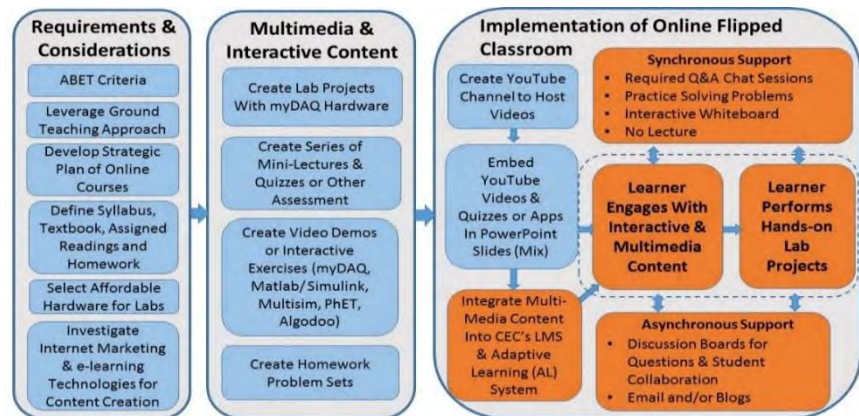 Requirements &
Considerations
ABET Criteria
Leverage Ground
Teaching Approach
Develop Strategic
Plan of Online
Courses
Define Syllabus,
Textbook, Assigned
Readings and
Homework
Select Affordable
Hardware for Labs
Investigate
Internet Marketing
& e-learning
Technologies for
Content Creation
Multimedia &
Interactive Content
Create Lab Projects
With myDAQ Hardware
Create Series of
Mini-Lectures &
Quizzes or Other
Assessment
Create Video Demos
or Interactive
Exercises (myDAQ,
Matlab/Simulink,
Multisim, PhET,
Algodoo)
Create Homework
Problem Sets
Implementation of Online Flipped
Classroom
Create YouTube
Channel to Host
Videos
Embed
YouTube
Videos &
Quizzes or Apps
In PowerPoint
Slides (Mix)
Integrate Multi-
Media Content
Into CEC's LMS
& Adaptive
Learning (AL)
System
Synchronous Support
• Required Q&A Chat Sessions
• Practice Solving Problems
• Interactive Whiteboard
• No Lecture
Learner
Engages With
Interactive &
Multimedia
Content
Learner
Performs
Hands-on
Lab
Projects
Asynchronous Support
• Discussion Boards for
Questions & Student
Collaboration
• Email and/or Blogs